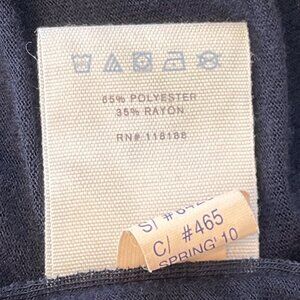 65% POLYESTER
35% RAYON
RN# 118188
C/ #465
SPRING' 10